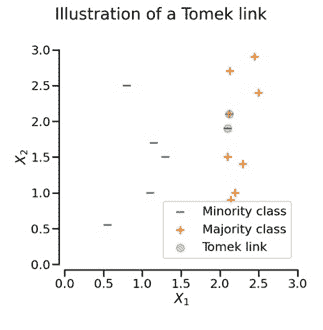 Illustration of a Tomek link
3.0
2.5
2.0
1.5
1.0
0.5
0.0
X2
0.0 0.5 1.0 1.5 2.0 2.5 3.0
X1
Minority class
Majority class
Tomek link